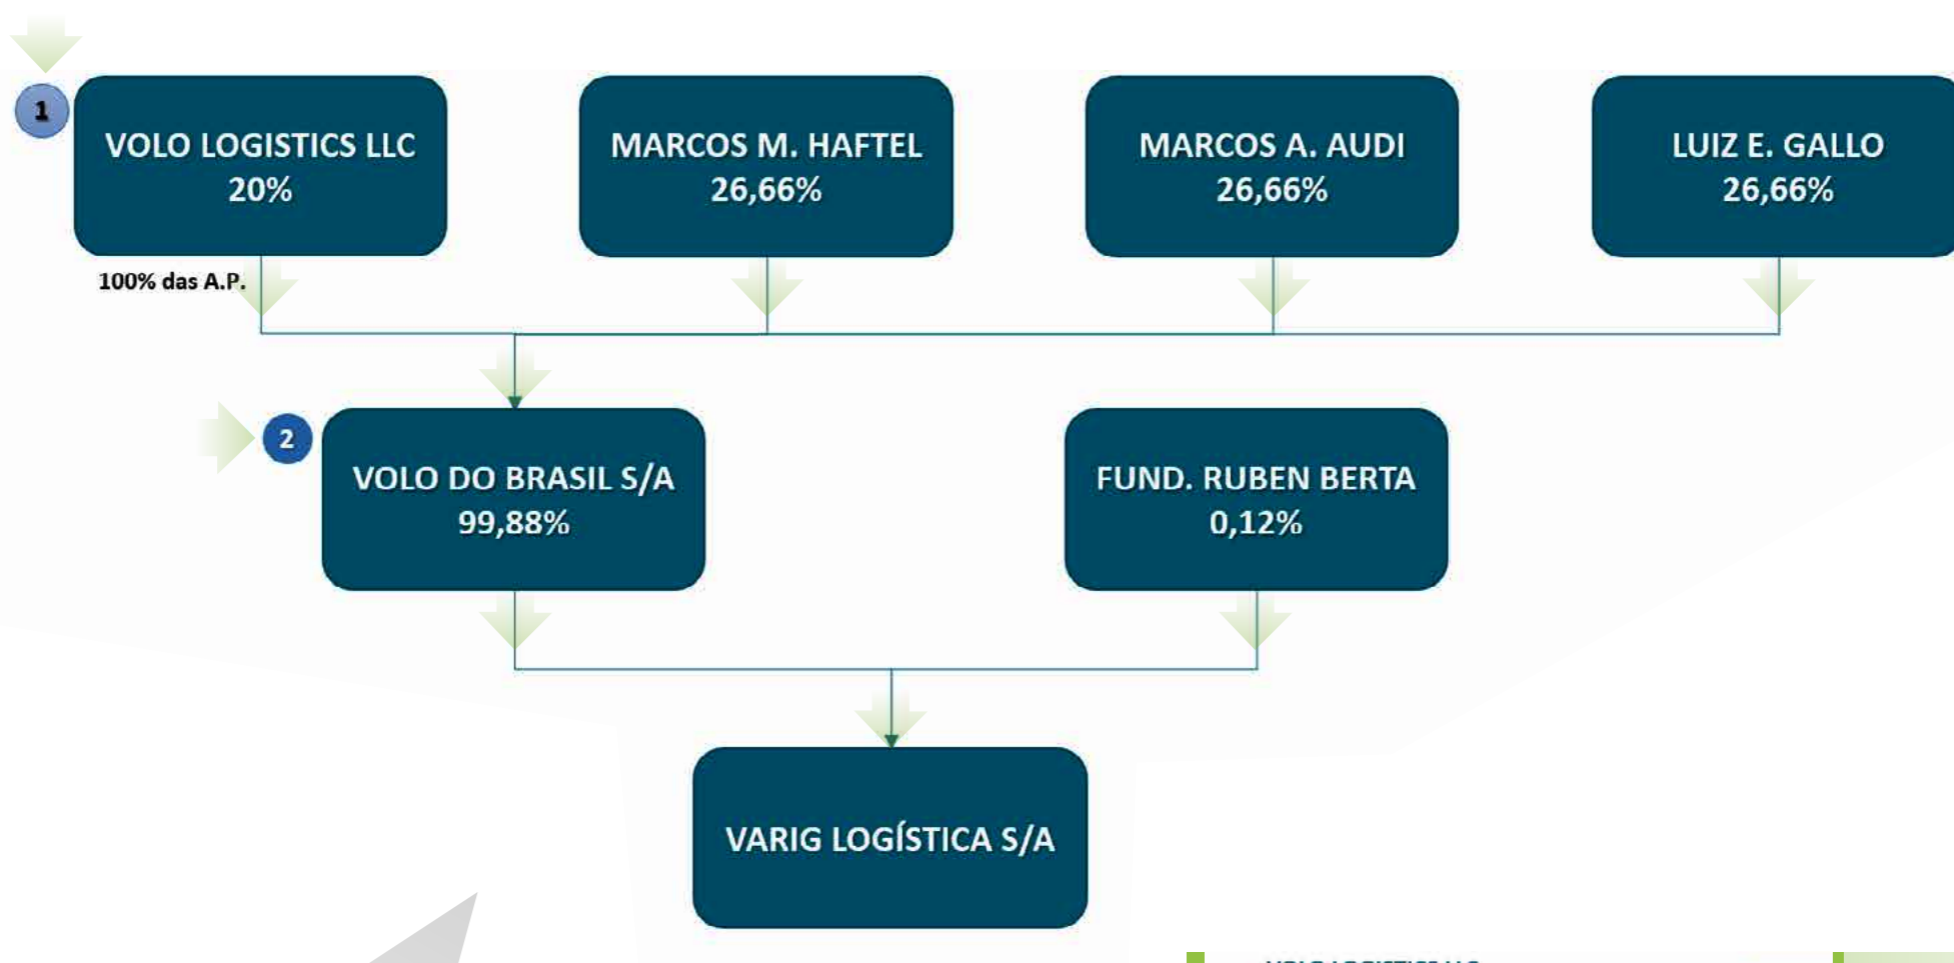 1
VOLO LOGISTICS LLC
20%
MARCOS M. HAFTEL
26,66%
MARCOS A. AUDI
26,66%
LUIZ E. GALLO
26,66%
100% das A.P.
2
VOLO DO BRASIL S/A
99,88%
FUND. RUBEN BERTA
0,12%
VARIG LOGÍSTICA S/A